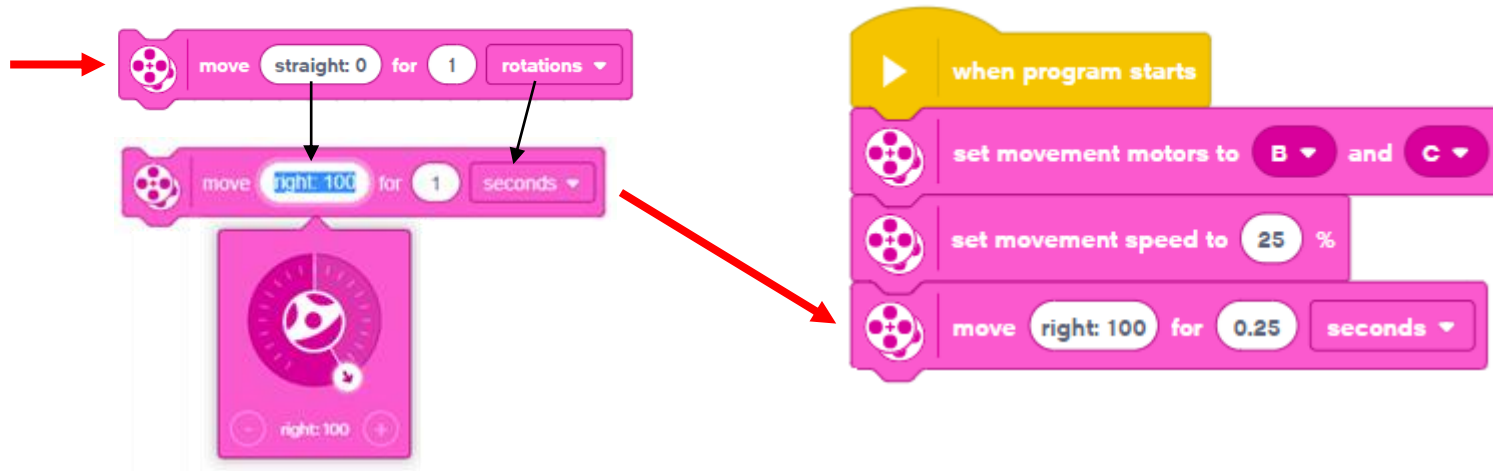 move straight: 0 for 1 rotations
move right: 100 for 1 seconds
right: 100
when program starts
set movement motors to B and C
set movement speed to 25 %
move right: 100 for 0.25 seconds